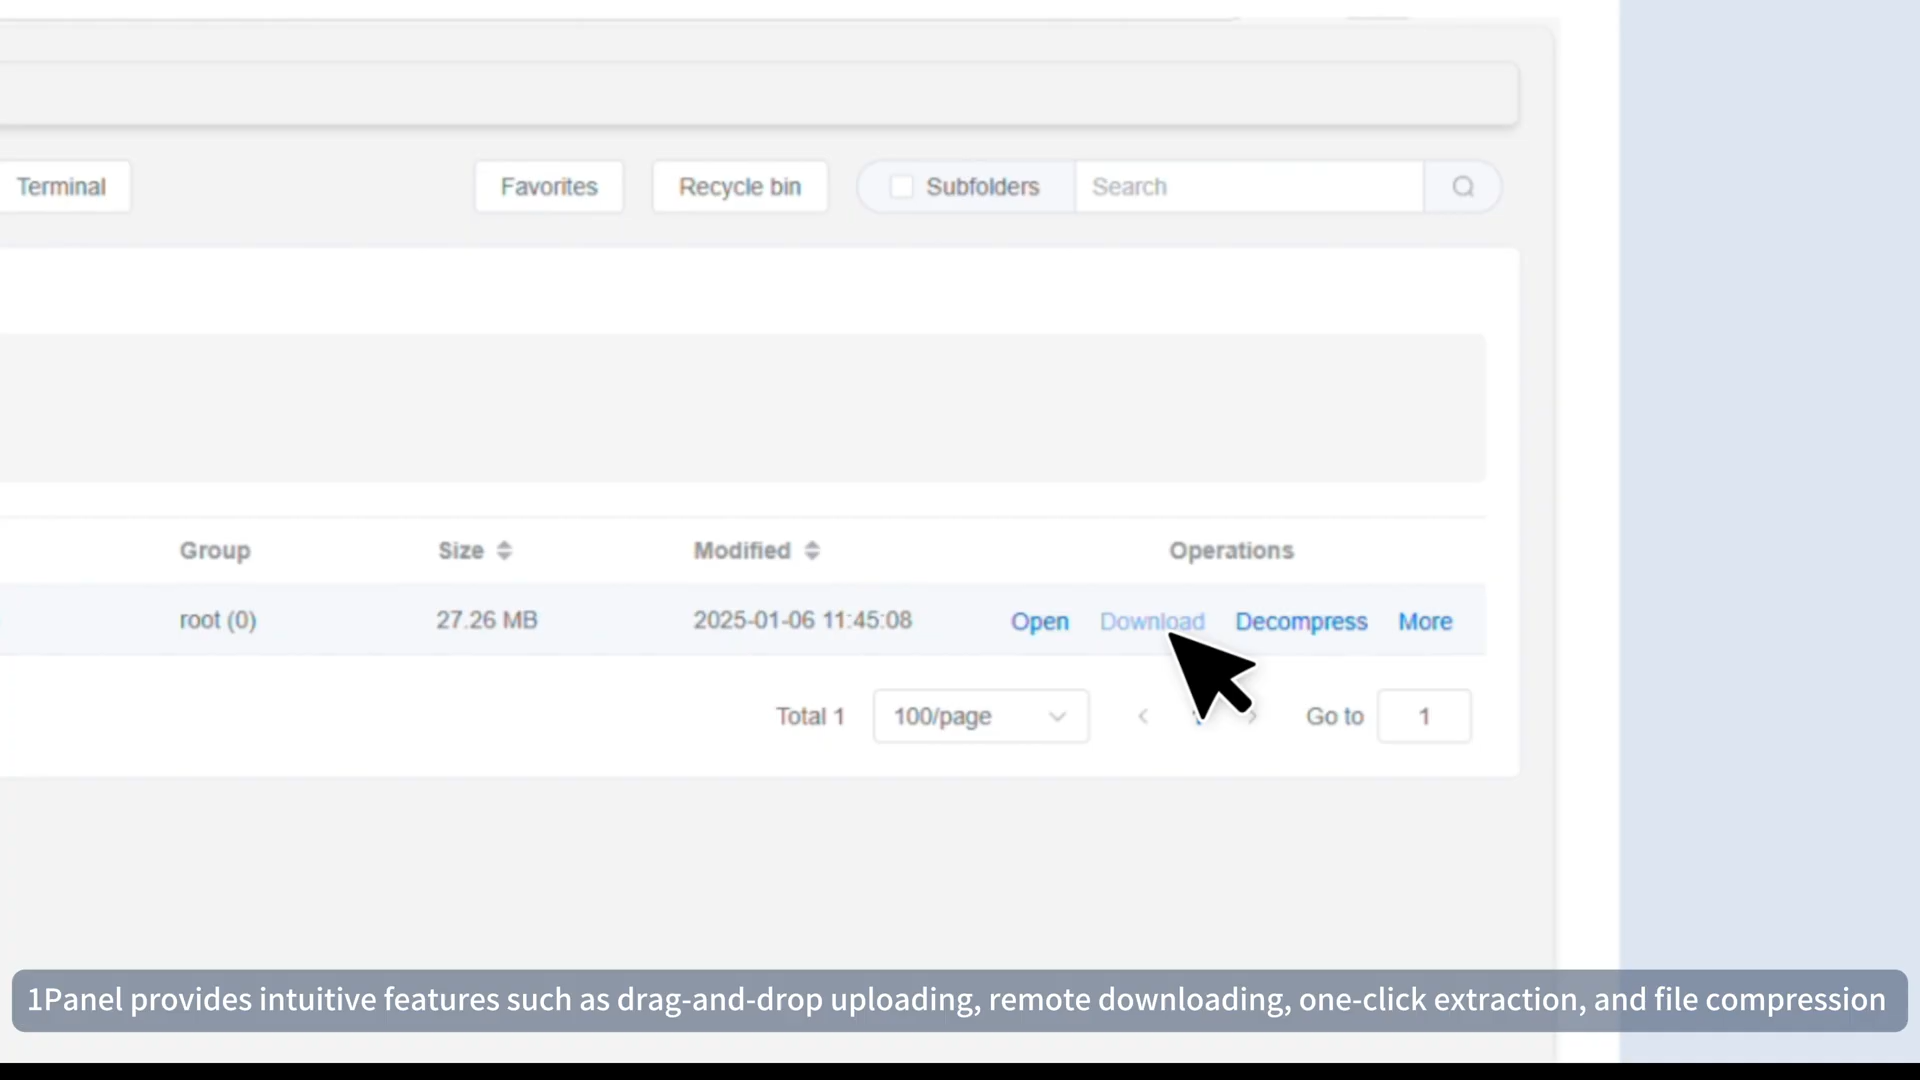 Terminal
Favorites
Recycle bin
Subfolders
Search
Group Size Modified Operations
root (0) 27.26 MB 2025-01-06 11:45:08 Open Download Decompress More
Total 1 100/page Go to 1
1Panel provides intuitive features such as drag-and-drop uploading, remote downloading, one-click extraction, and file compression